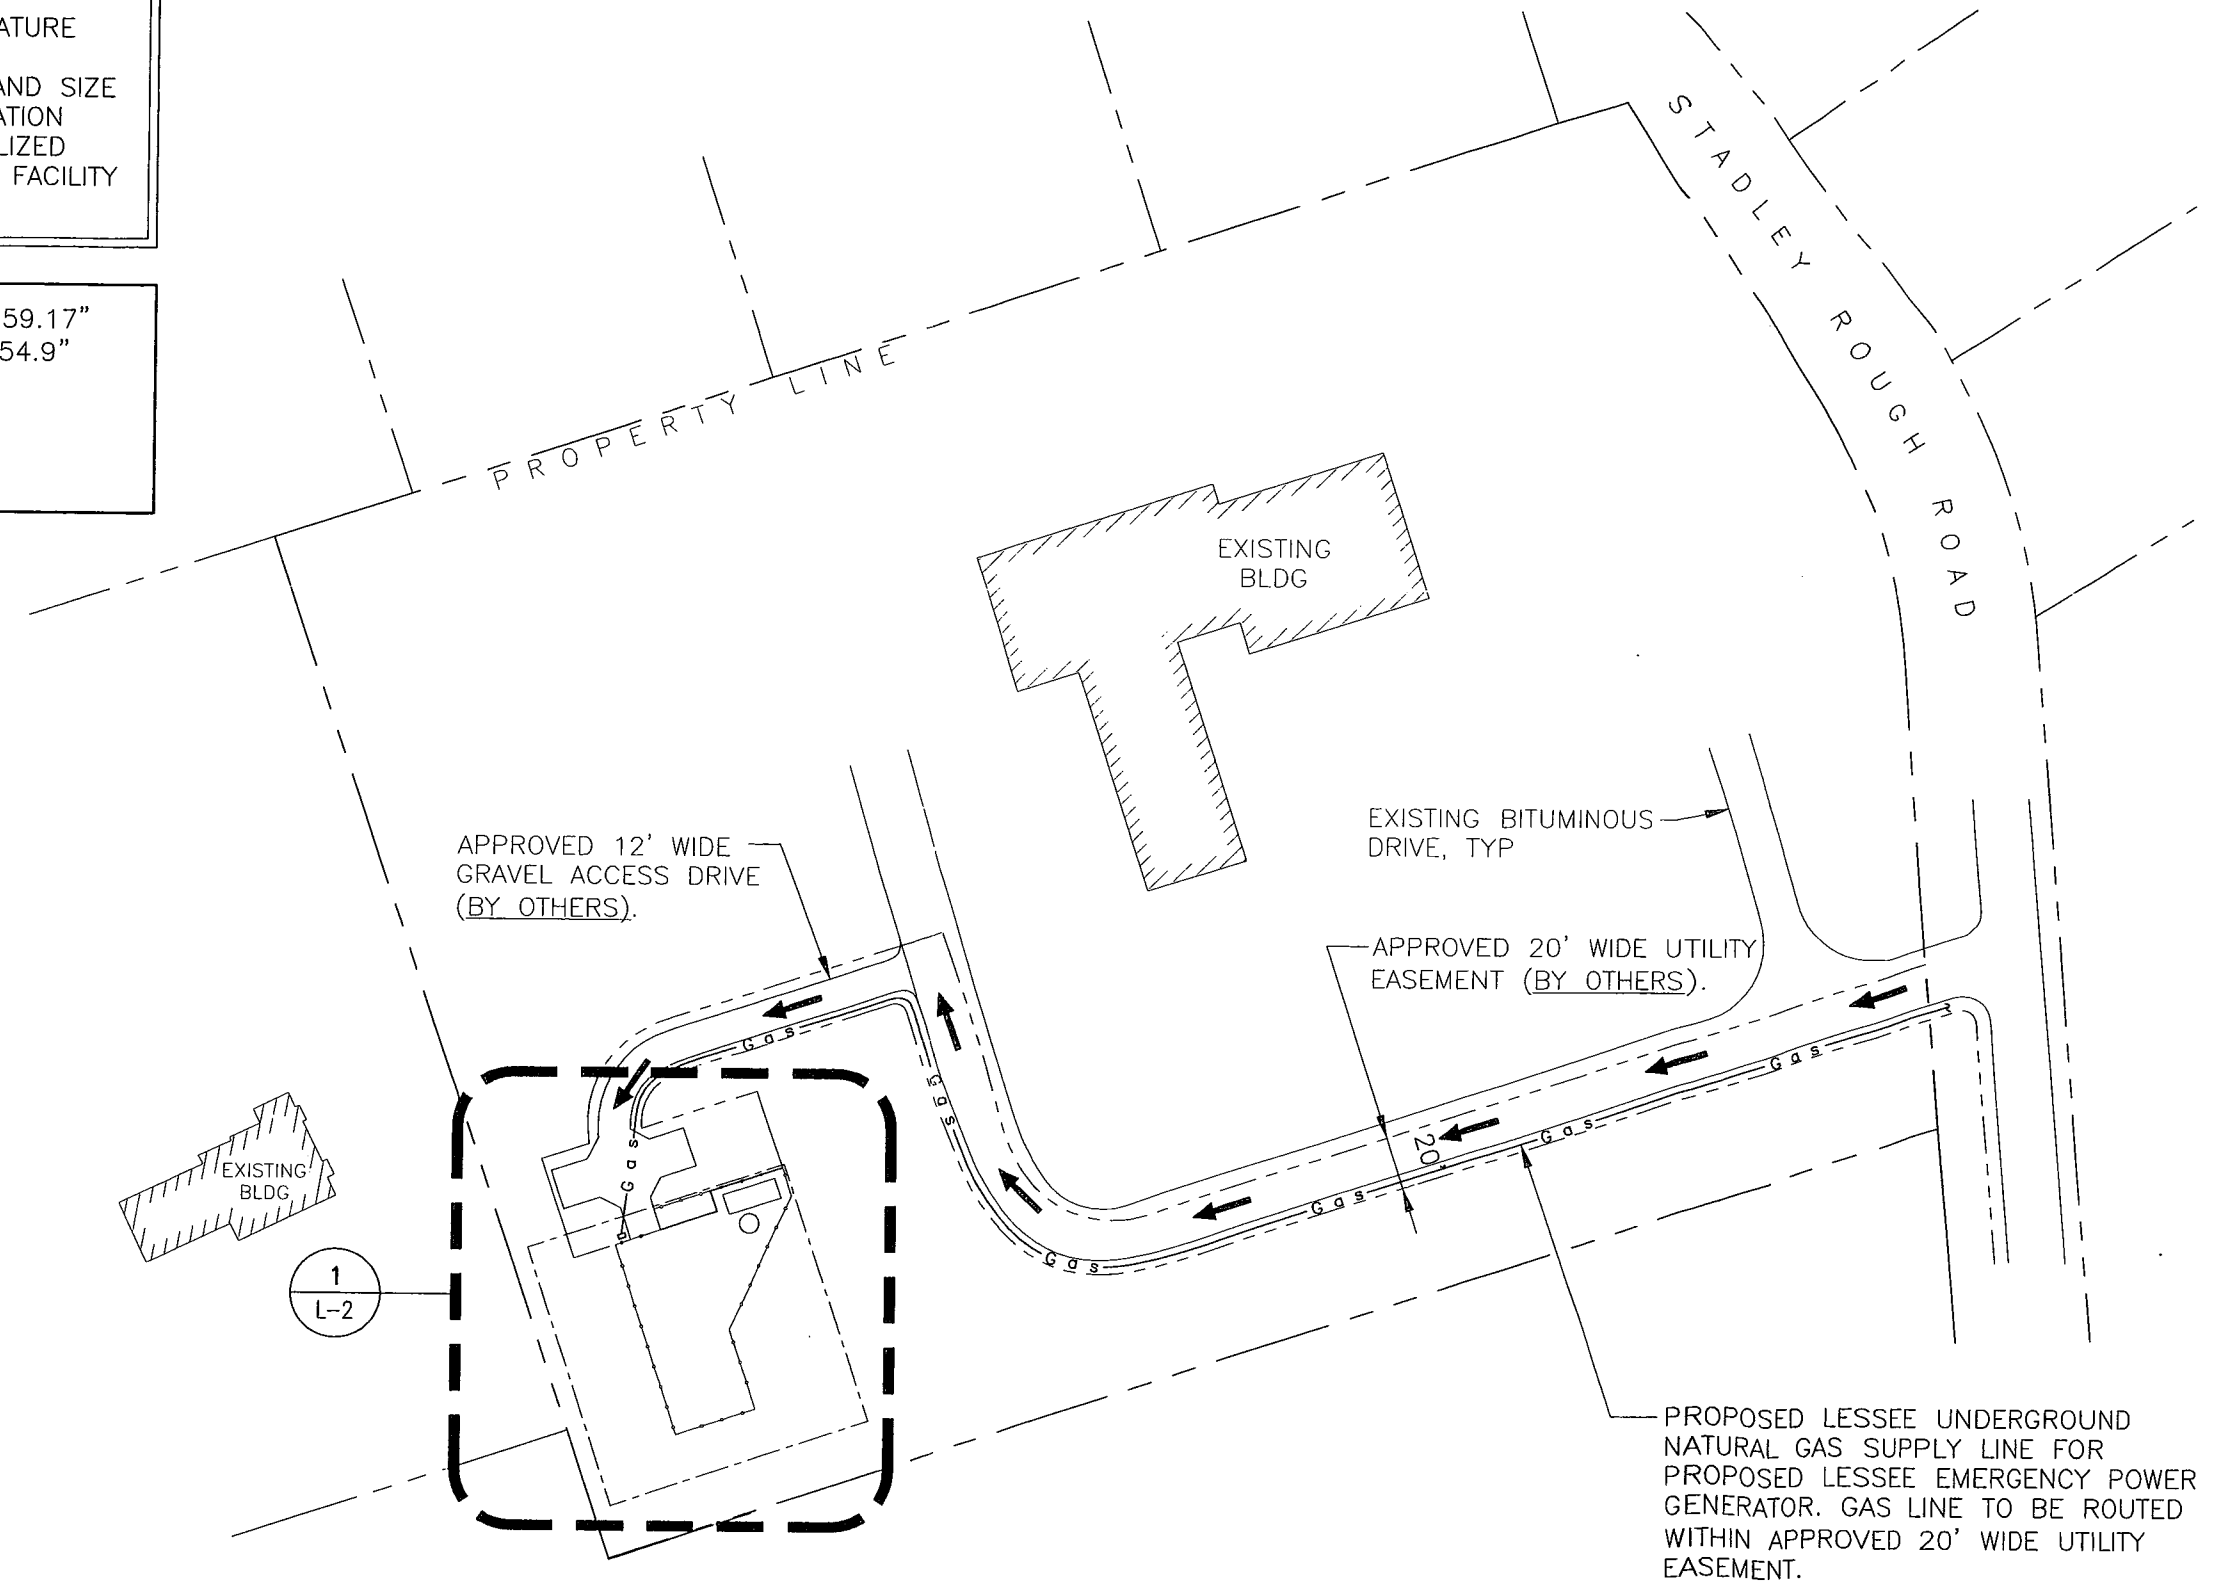 ATURE
AND SIZE
ATION
LIZED
FACILITY
59.17"
54.9"
STADLEY ROUGH ROAD
PROPERTY LINE
EXISTING
BLDG
APPROVED 12' WIDE
GRAVEL ACCESS DRIVE
(BY OTHERS).
EXISTING BITUMINOUS
DRIVE, TYP
APPROVED 20' WIDE UTILITY
EASEMENT (BY OTHERS).
Gas
Gas
Gas
Gas
Gas
Gas
Gas
20'
EXISTING
BLDG
1
L-2
PROPOSED LESSEE UNDERGROUND
NATURAL GAS SUPPLY LINE FOR
PROPOSED LESSEE EMERGENCY POWER
GENERATOR. GAS LINE TO BE ROUTED
WITHIN APPROVED 20' WIDE UTILITY
EASEMENT.